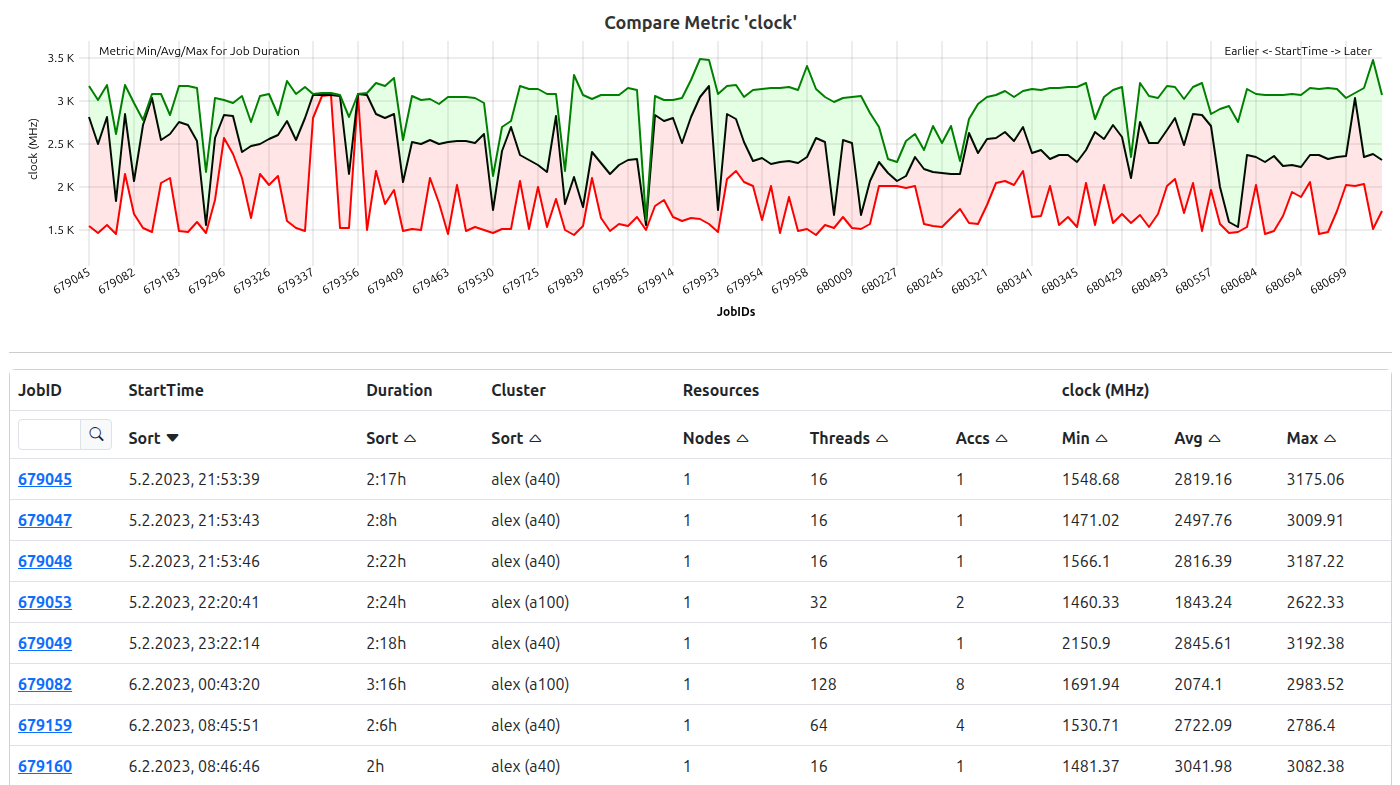 Compare Metric 'clock'
Metric Min/Avg/Max for Job Duration Earlier <- StartTime -> Later
3.5 K
3 K
2.5 K
2 K
1.5 K
clock (MHz)
679045 679082 679183 679296 679326 679337 679356 679409 679463 679530 679725 679839 679855 679914 679933 679954 679958 680009 680227 680245 680321 680341 680345 680429 680493 680557 680684 680694 680699
JobIDs
JobID StartTime Duration Cluster Resources clock (MHz)
Sort Sort Sort Nodes Threads Accs Min Avg Max
679045 5.2.2023, 21:53:39 2:17h alex (a40) 1 16 1 1548.68 2819.16 3175.06
679047 5.2.2023, 21:53:43 2:8h alex (a40) 1 16 1 1471.02 2497.76 3009.91
679048 5.2.2023, 21:53:46 2:22h alex (a40) 1 16 1 1566.1 2816.39 3187.22
679053 5.2.2023, 22:20:41 2:24h alex (a100) 1 32 2 1460.33 1843.24 2622.33
679049 5.2.2023, 23:22:14 2:18h alex (a40) 1 16 1 2150.9 2845.61 3192.38
679082 6.2.2023, 00:43:20 3:16h alex (a100) 1 128 8 1691.94 2074.1 2983.52
679159 6.2.2023, 08:45:51 2:6h alex (a40) 1 64 4 1530.71 2722.09 2786.4
679160 6.2.2023, 08:46:46 2h alex (a40) 1 16 1 1481.37 3041.98 3082.38